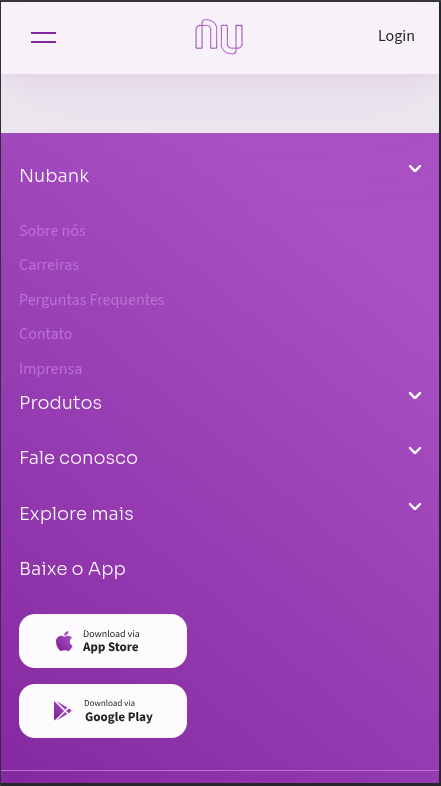 nu
Login
Nubank
Sobre nós
Carreiras
Perguntas Frequentes
Contato
Imprensa
Produtos
Fale conosco
Explore mais
Baixe o App
Download via
App Store
Download via
Google Play